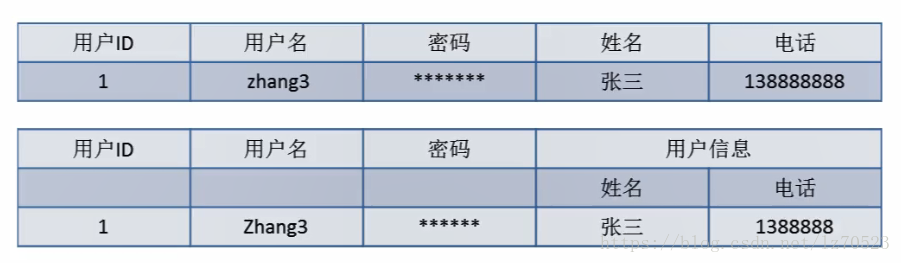 用户ID 用户名 密码 姓名 电话
1 zhang3 ******* 张三 138888888
用户ID 用户名 密码 用户信息
姓名 电话
1 Zhang3 ****** 张三 1388888
https://blog.csdn.net/lz70523